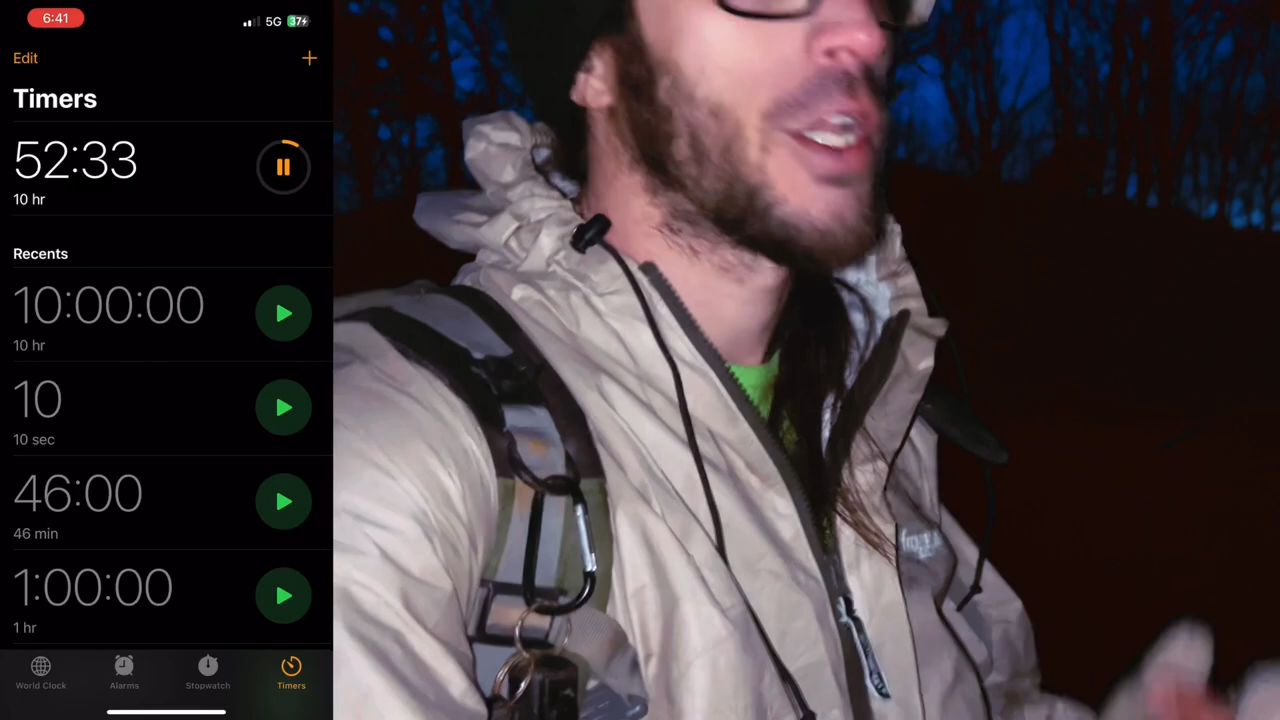 6:41
5G 37
Edit
Timers
52:33
10 hr
Recents
10:00:00
10 hr
10
10 sec
46:00
46 min
1:00:00
1 hr
World Clock Alarms Stopwatch Timers